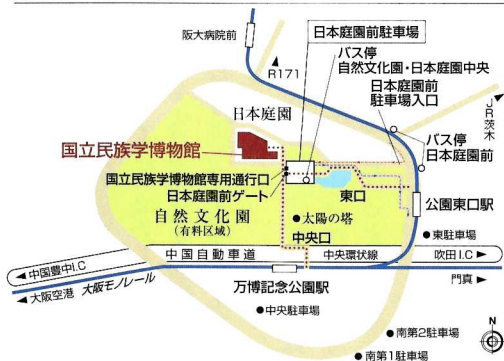 阪大病院前
R171
日本庭園前駐車場
バス停
自然文化園・日本庭園中央
日本庭園前
駐車場入口
JR茨木
日本庭園
バス停
日本庭園前
国立民族学博物館
国立民族学博物館専用通行口
日本庭園前ゲート
東口
公園東口駅
自然文化園
(有料区域)
太陽の塔
中央口
東駐車場
中国自動車道
中央環状線
吹田I.C
中国豊中I.C
大阪空港
大阪モノレール
門真
万博記念公園駅
中央駐車場
南第2駐車場
南第1駐車場
N